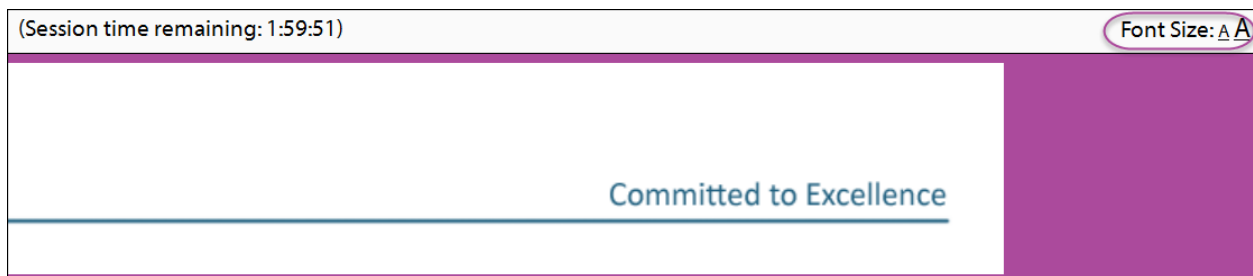 (Session time remaining: 1:59:51) Font Size: A A
Committed to Excellence